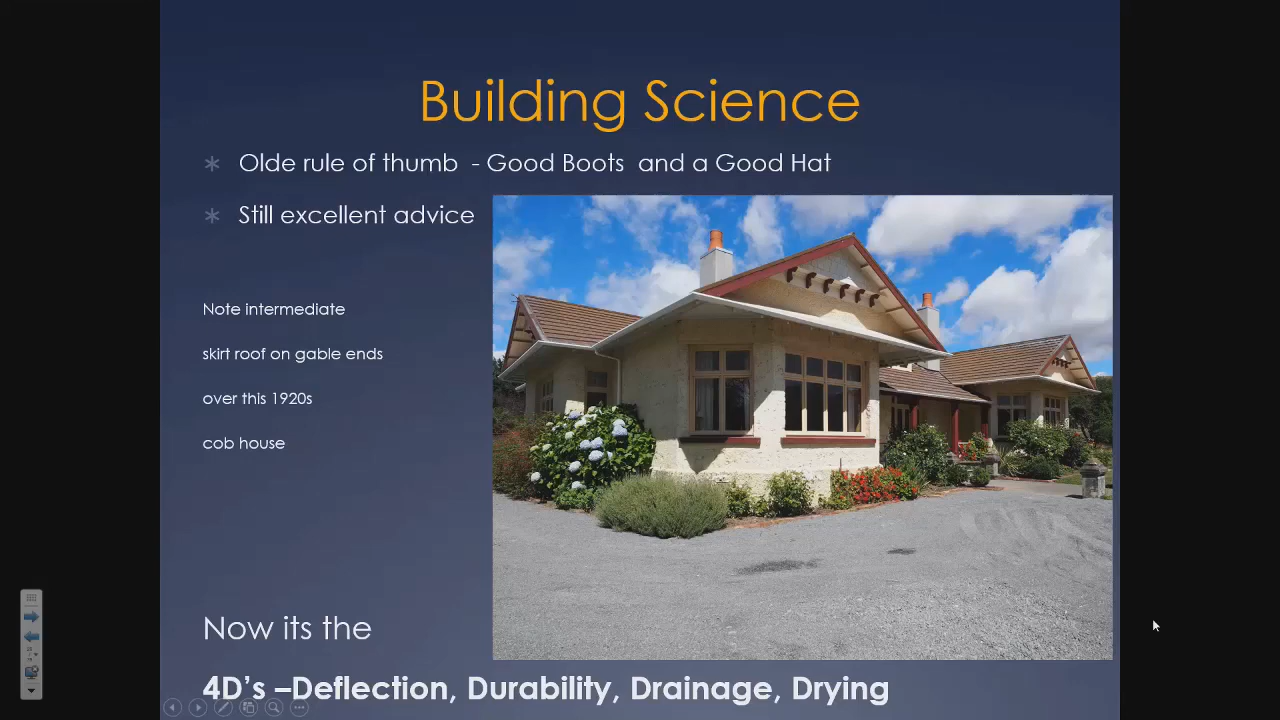 Building Science
Olde rule of thumb - Good Boots and a Good Hat
Still excellent advice
Note intermediate
skirt roof on gable ends
over this 1920s
cob house
Now its the
4D's –Deflection, Durability, Drainage, Drying